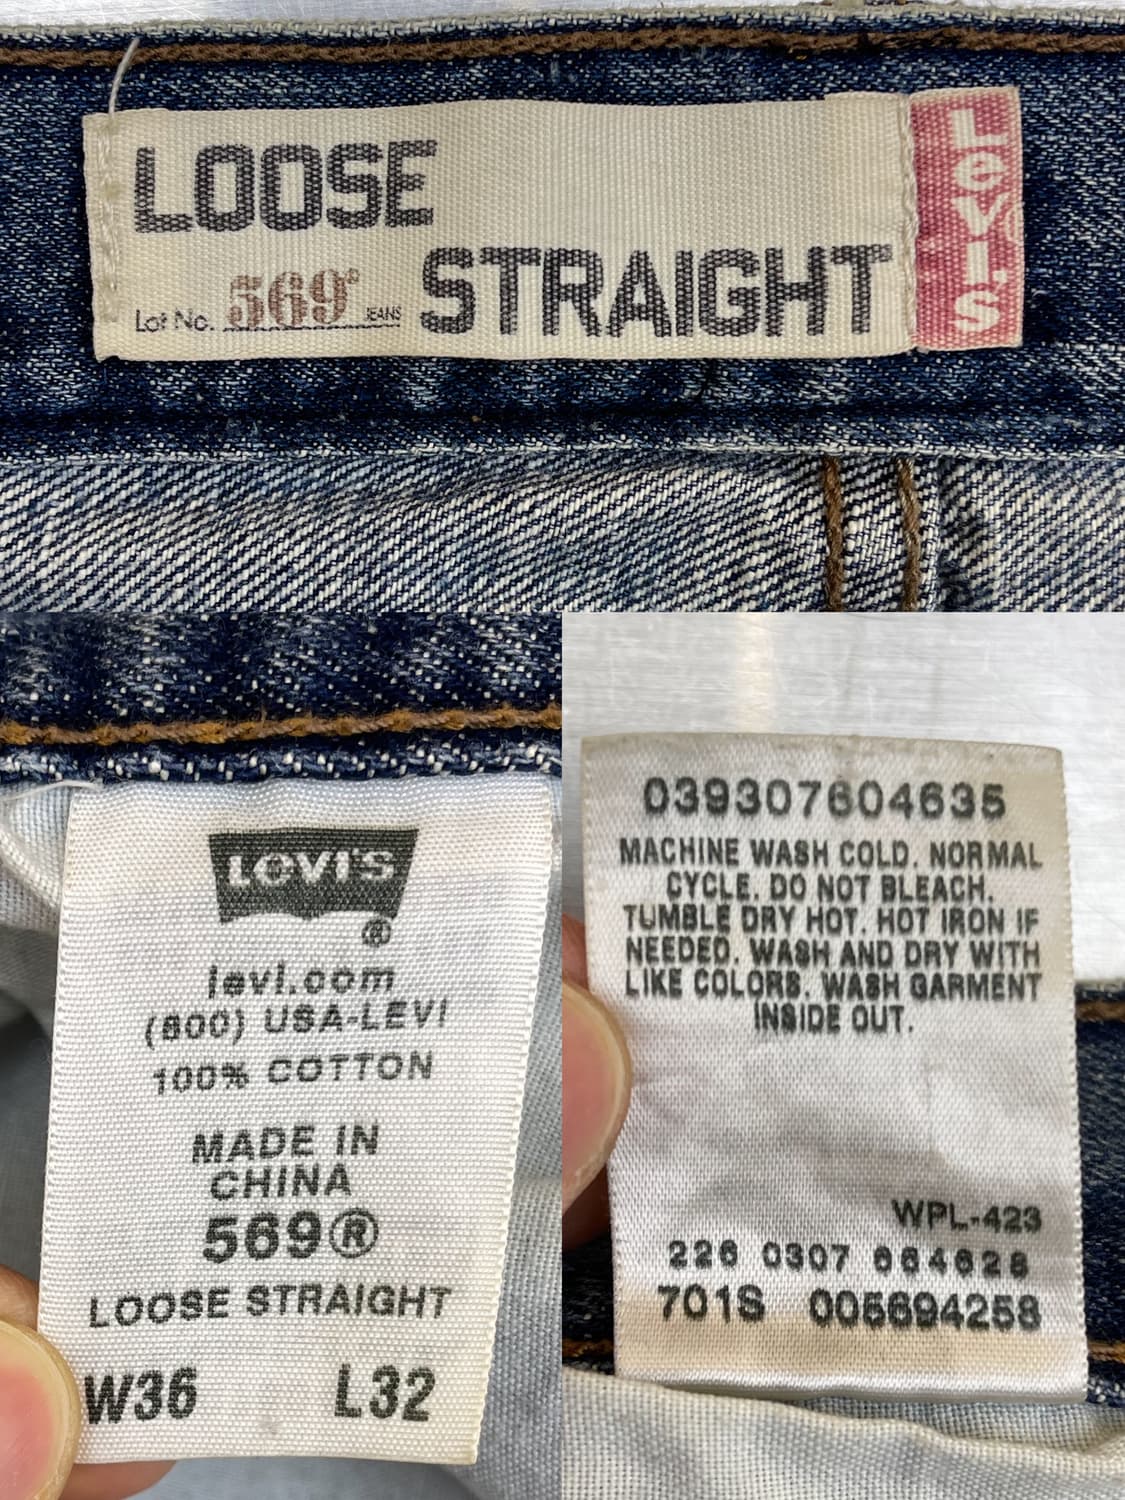 LOOSE
STRAIGHT
Lot No. 569® JEANS
LEVI'S
LEVI'S
®
levi.com
(800) USA-LEVI
100% COTTON
MADE IN
CHINA
569®
LOOSE STRAIGHT
W36 L32
039307604635
MACHINE WASH COLD. NORMAL
CYCLE. DO NOT BLEACH.
TUMBLE DRY HOT. HOT IRON IF
NEEDED. WASH AND DRY WITH
LIKE COLORS. WASH GARMENT
INSIDE OUT.
WPL-423
226 0307 664628
701S 005694258